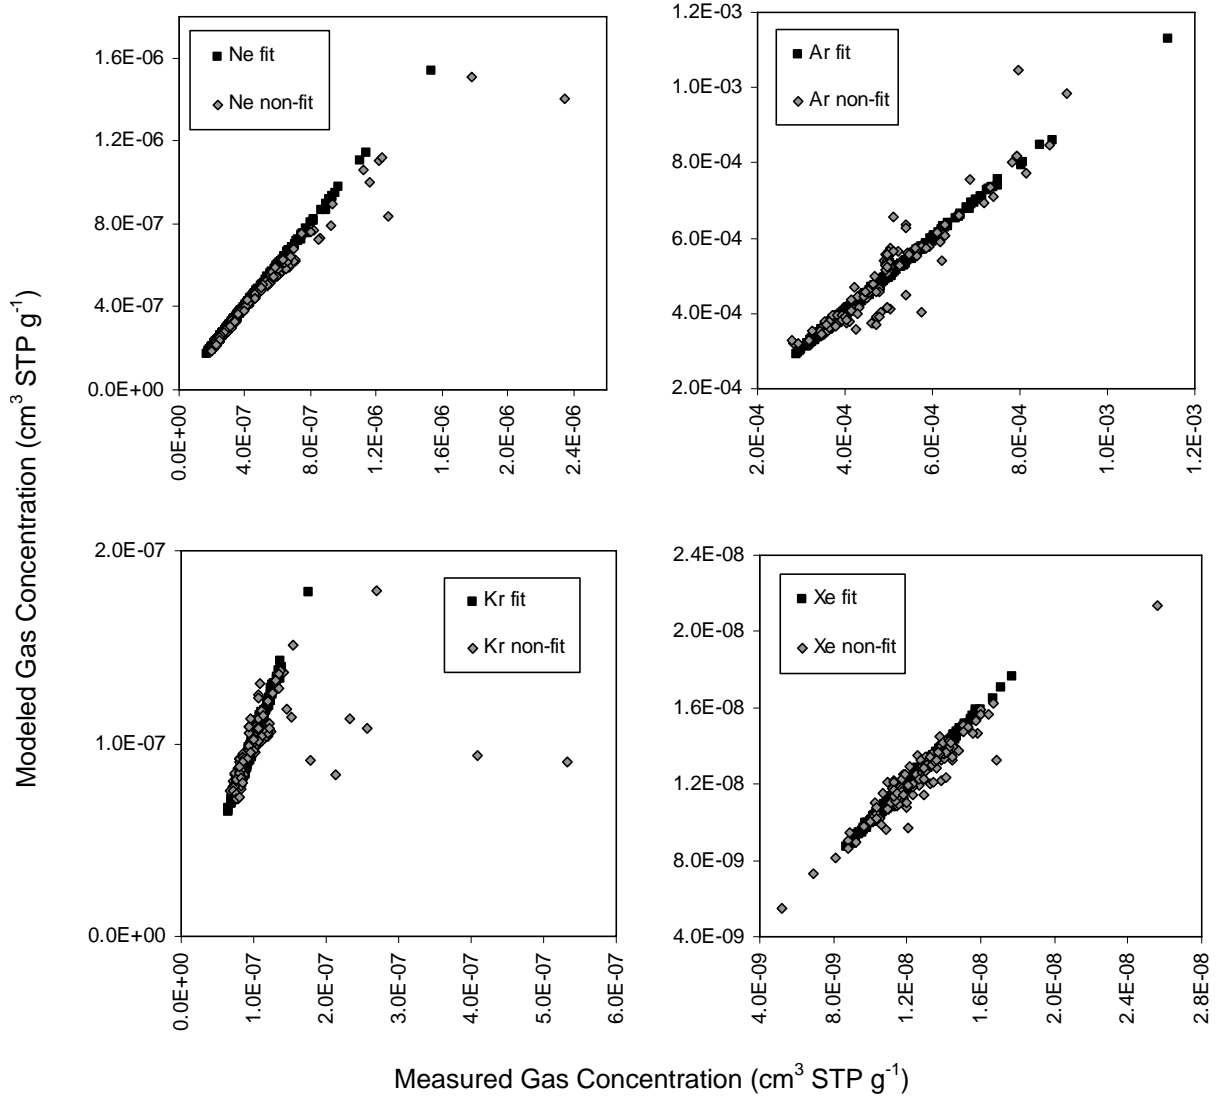 Modeled Gas Concentration (cm³ STP g⁻¹)
1.6E-06
1.2E-06
8.0E-07
4.0E-07
0.0E+00
Ne fit
Ne non-fit
0.0E+00
4.0E-07
8.0E-07
1.2E-06
1.6E-06
2.0E-06
2.4E-06
1.2E-03
1.0E-03
8.0E-04
6.0E-04
4.0E-04
2.0E-04
Ar fit
Ar non-fit
2.0E-04
4.0E-04
6.0E-04
8.0E-04
1.0E-03
1.2E-03
2.0E-07
1.0E-07
0.0E+00
Kr fit
Kr non-fit
0.0E+00
1.0E-07
2.0E-07
3.0E-07
4.0E-07
5.0E-07
6.0E-07
2.4E-08
2.0E-08
1.6E-08
1.2E-08
8.0E-09
4.0E-09
Xe fit
Xe non-fit
4.0E-09
8.0E-09
1.2E-08
1.6E-08
2.0E-08
2.4E-08
2.8E-08
Measured Gas Concentration (cm³ STP g⁻¹)